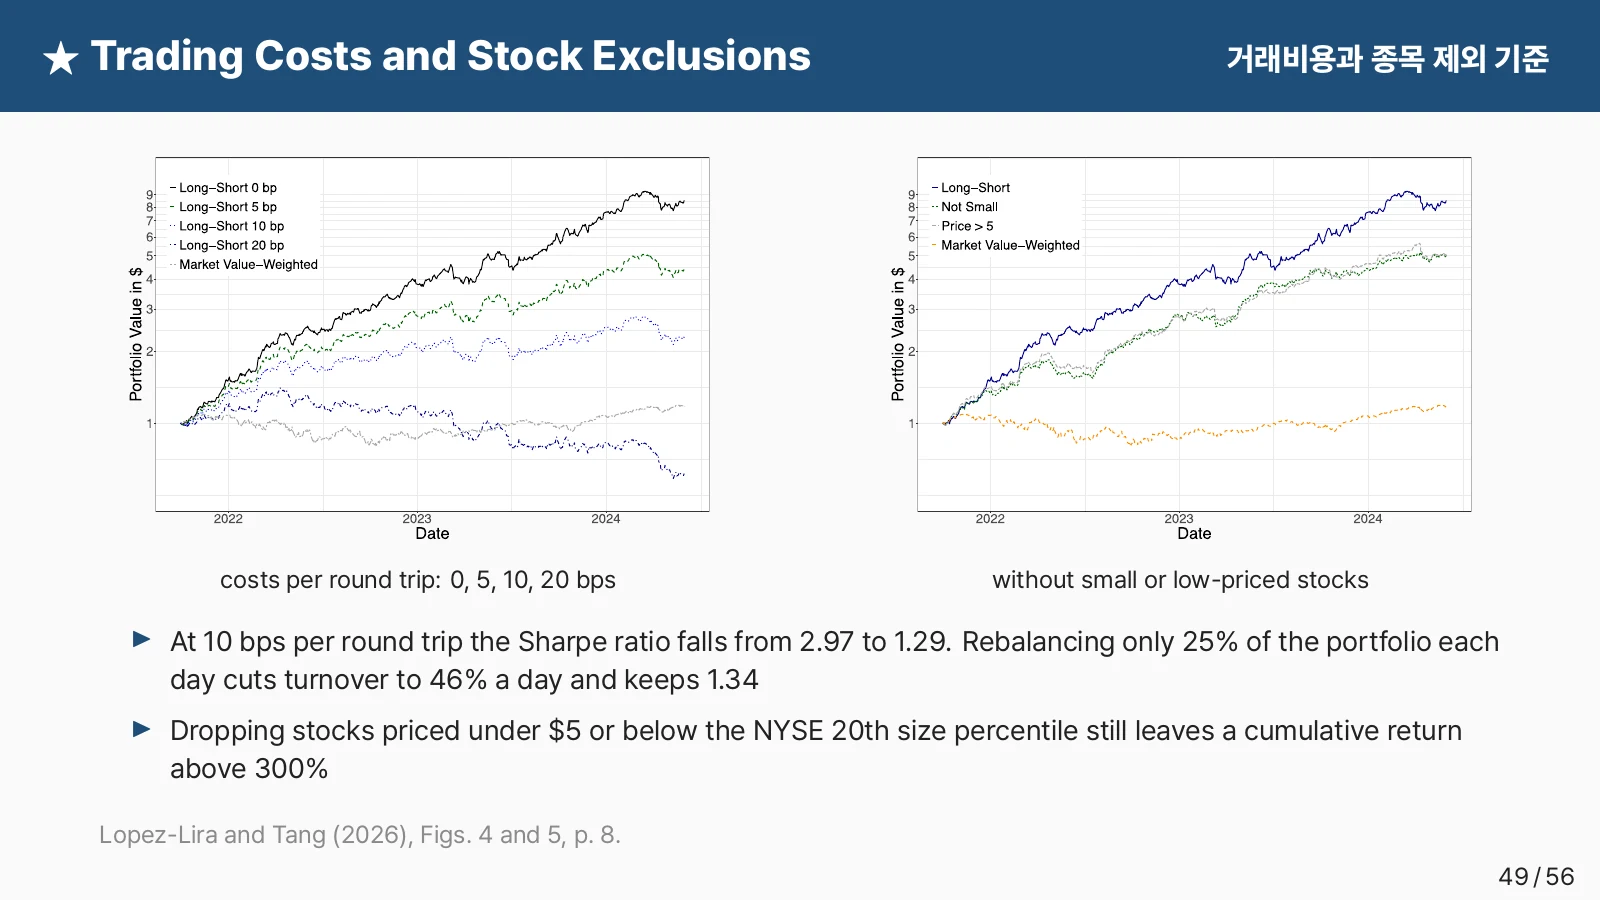 ★ Trading Costs and Stock Exclusions
거래비용과 종목 제외 기준
Long–Short 0 bp
Long–Short 5 bp
Long–Short 10 bp
Long–Short 20 bp
Market Value–Weighted
Portfolio Value in $
9
8
7
6
5
4
3
2
1
2022
2023
2024
Date
costs per round trip: 0, 5, 10, 20 bps
Long–Short
Not Small
Price > 5
Market Value–Weighted
Portfolio Value in $
9
8
7
6
5
4
3
2
1
2022
2023
2024
Date
without small or low-priced stocks
At 10 bps per round trip the Sharpe ratio falls from 2.97 to 1.29. Rebalancing only 25% of the portfolio each
day cuts turnover to 46% a day and keeps 1.34
Dropping stocks priced under $5 or below the NYSE 20th size percentile still leaves a cumulative return
above 300%
Lopez-Lira and Tang (2026), Figs. 4 and 5, p. 8.
49 / 56